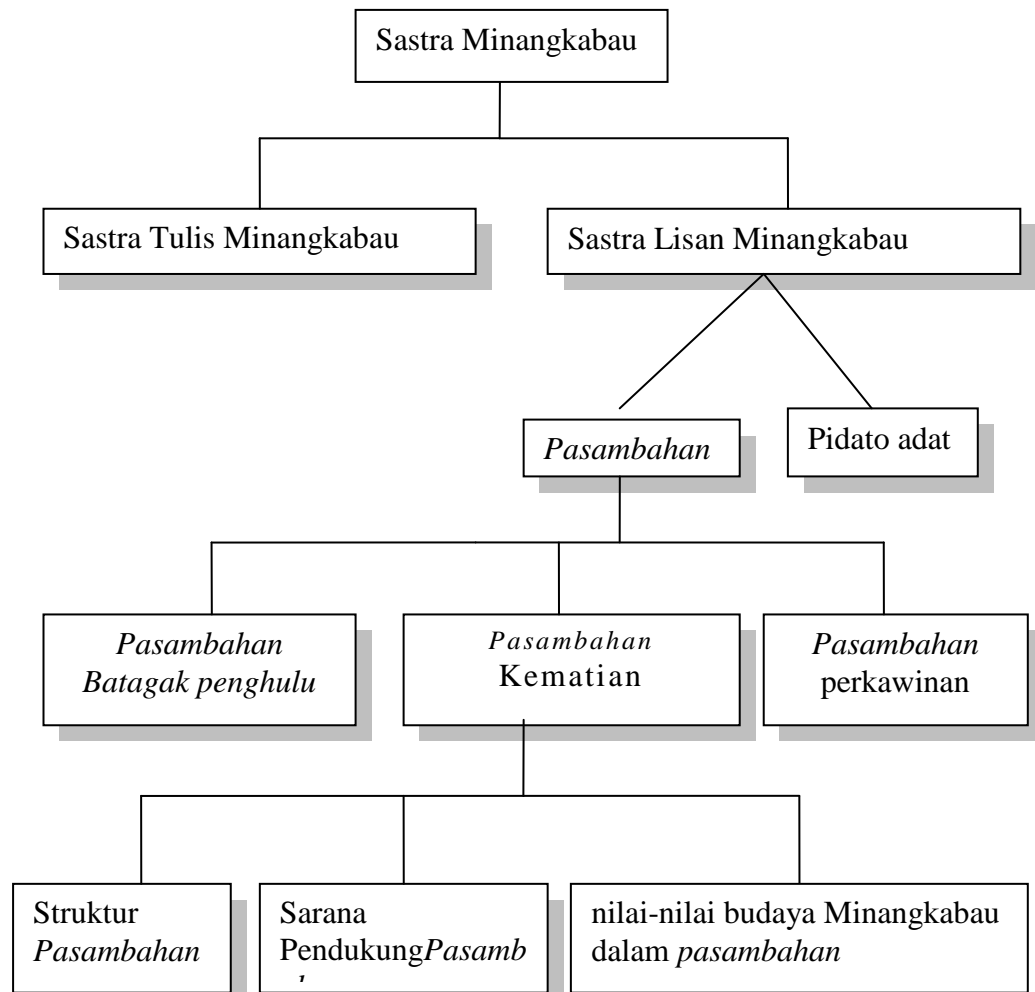 Sastra Minangkabau
Sastra Tulis Minangkabau
Sastra Lisan Minangkabau
Pasambahan
Pidato adat
Pasambahan
Batagak penghulu
Pasambahan
Kematian
Pasambahan
perkawinan
Struktur
Pasambahan
Sarana
PendukungPasamb
nilai-nilai budaya Minangkabau
dalam pasambahan